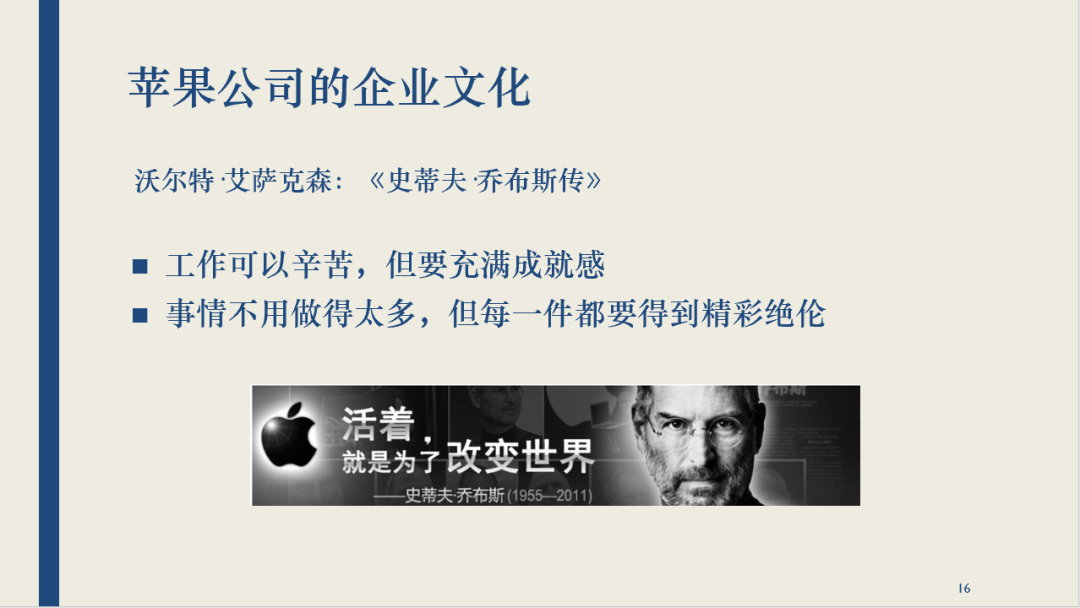 苹果公司的企业文化
沃尔特·艾萨克森：《史蒂夫·乔布斯传》
■ 工作可以辛苦，但要充满成就感
■ 事情不用做得太多，但每一件都要得到精彩绝伦
活着，
就是为了改变世界
——史蒂夫·乔布斯(1955—2011)
16